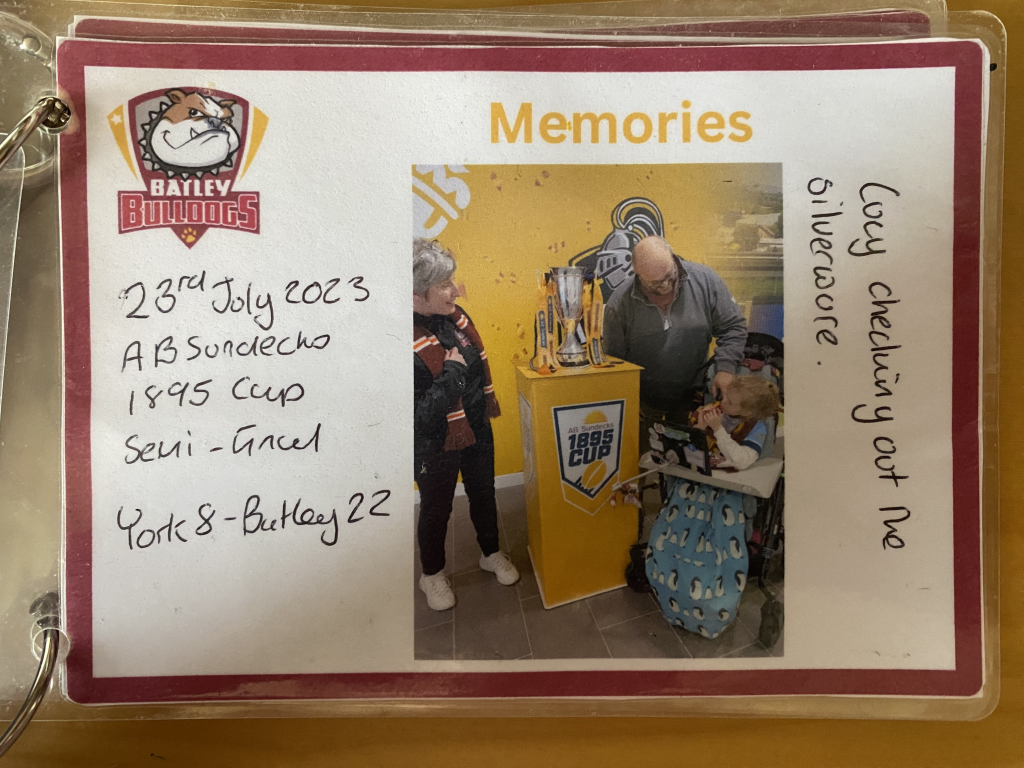 BATLEY
BULLDOGS
Memories
23rd July 2023
AB Sundecks
1895 Cup
Semi-Final
York 8 - Batley 22
AB Sundecks
1895
CUP
Lucy checking out the
silverware.